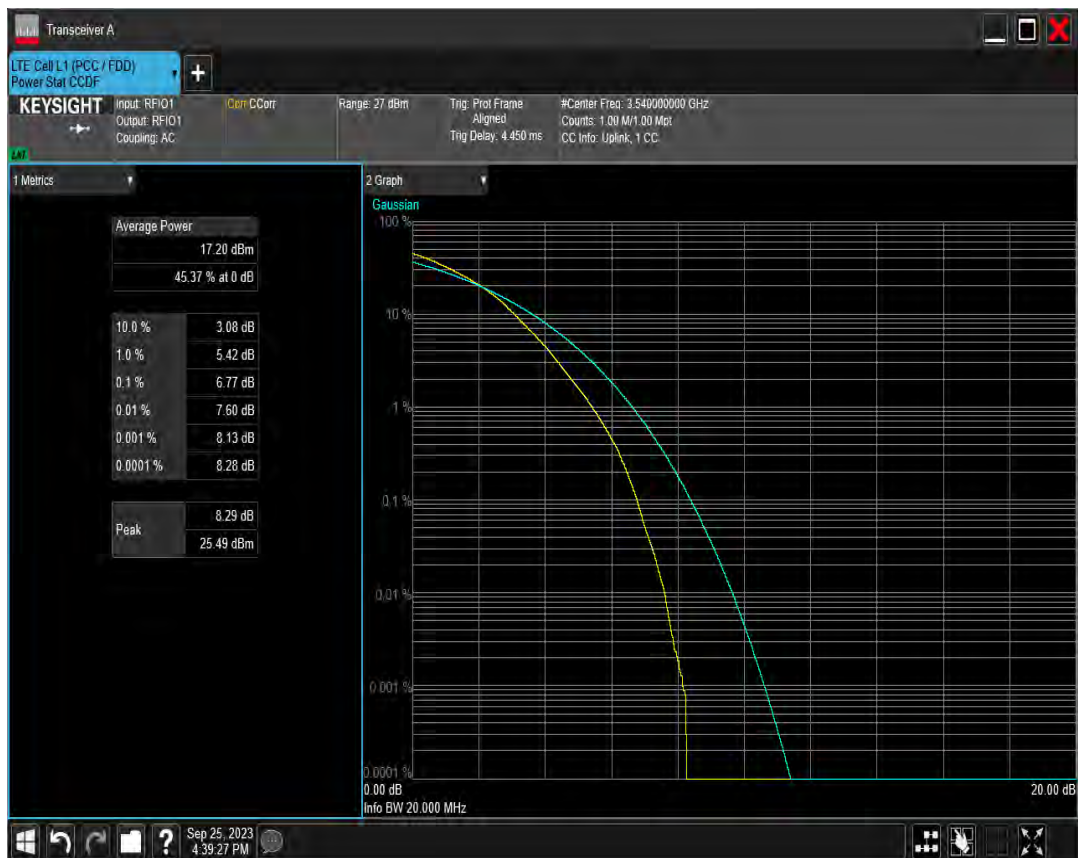 Transceiver A
LTE Cell L1 (PCC / FDD)
Power Stat CCDF
+
KEYSIGHT
Input: RFIO1
Output: RFIO1
Coupling: AC
Corr CCorr
Range: 27 dBm
Trig: Prot Frame
Aligned
Trig Delay: 4.450 ms
#Center Freq: 3.540000000 GHz
Counts: 1.00 M/1.00 Mpt
CC Info: Uplink, 1 CC
LXI
1 Metrics
Average Power
17.20 dBm
45.37 % at 0 dB
10.0 % 3.08 dB
1.0 % 5.42 dB
0.1 % 6.77 dB
0.01 % 7.60 dB
0.001 % 8.13 dB
0.0001 % 8.28 dB
Peak
8.29 dB
25.49 dBm
2 Graph
Gaussian
100 %
10 %
1 %
0.1 %
0.01 %
0.001 %
0.0001 %
0.00 dB 20.00 dB
Info BW 20.000 MHz
? Sep 25, 2023
4:39:27 PM